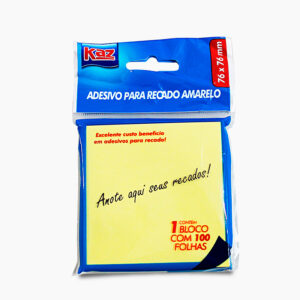 Kaz
76 x 76 mm
ADESIVO PARA RECADO AMARELO
Excelente custo benefício
em adesivos para recado!
Anote aqui seus recados!
CONTÉM
1 BLOCO
COM 100
FOLHAS